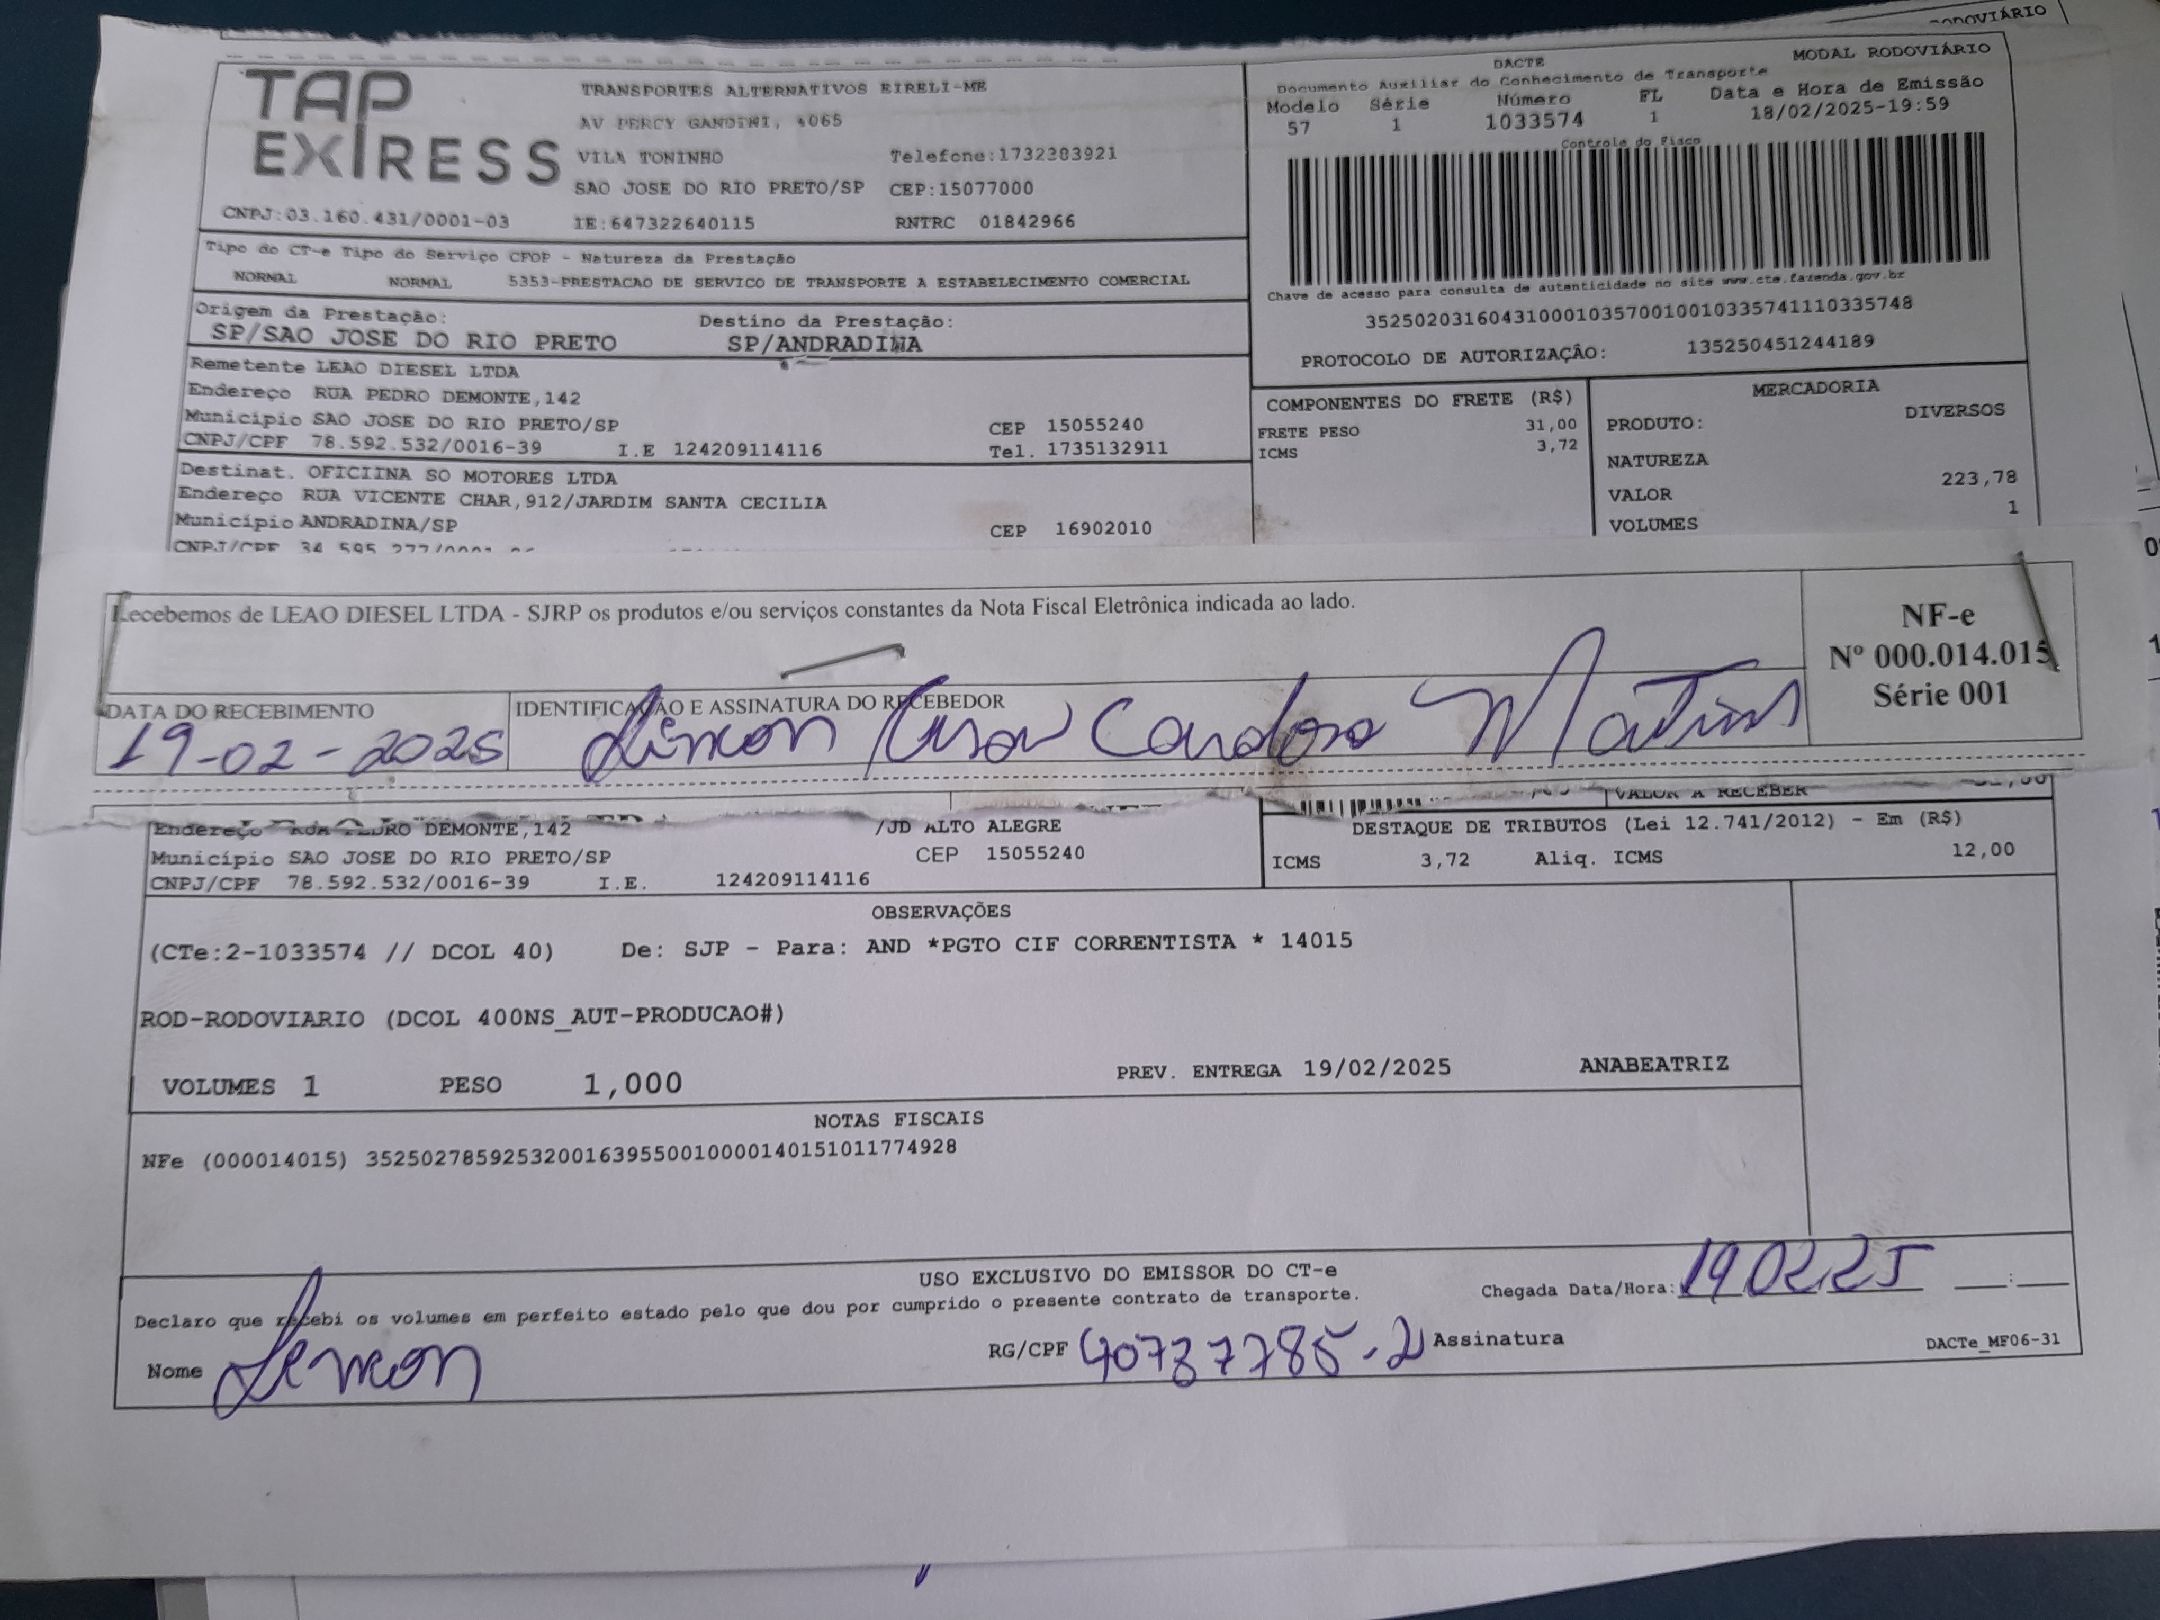 RODOVIÁRIO
TAP
EXIRESS
TRANSPORTES ALTERNATIVOS EIRELI-ME
AV PERCY GANDINI, 4065
VILA TONINHO Telefone:1732383921
SAO JOSE DO RIO PRETO/SP CEP:15077000
CNPJ:03.160.431/0001-03 IE:647322640115 RNTRC 01842966
DACTE MODAL RODOVIÁRIO
Documento Auxiliar do Conhecimento de Transporte
Modelo Série Número FL Data e Hora de Emissão
57 1 1033574 1 18/02/2025-19:59
Controle do Fisco
Chave de acesso para consulta de autenticidade no site www.cte.fazenda.gov.br
35250203160431000103570010010335741110335748
PROTOCOLO DE AUTORIZAÇÂO: 135250451244189
Tipo do CT-e Tipo do Serviço CFOP - Natureza da Prestação
NORMAL NORMAL 5353-PRESTACAO DE SERVICO DE TRANSPORTE A ESTABELECIMENTO COMERCIAL
Origem da Prestação: Destino da Prestação:
SP/SAO JOSE DO RIO PRETO SP/ANDRADINA
Remetente LEAO DIESEL LTDA
Endereço RUA PEDRO DEMONTE,142
Município SAO JOSE DO RIO PRETO/SP CEP 15055240
CNPJ/CPF 78.592.532/0016-39 I.E 124209114116 Tel. 1735132911
Destinat. OFICIINA SO MOTORES LTDA
Endereço RUA VICENTE CHAR,912/JARDIM SANTA CECILIA
Município ANDRADINA/SP CEP 16902010
CNPJ/CPF 34.595.277/0001
COMPONENTES DO FRETE (R$)
FRETE PESO 31,00
ICMS 3,72
MERCADORIA
PRODUTO: DIVERSOS
NATUREZA
VALOR 223,78
VOLUMES 1
Recebemos de LEAO DIESEL LTDA - SJRP os produtos e/ou serviços constantes da Nota Fiscal Eletrônica indicada ao lado.
NF-e
Nº 000.014.015
Série 001
DATA DO RECEBIMENTO IDENTIFICAÇÃO E ASSINATURA DO RECEBEDOR
19-02-2025 Cardoso Martins
VALOR A RECEBER
Endereço RUA PEDRO DEMONTE,142 /JD ALTO ALEGRE
Município SAO JOSE DO RIO PRETO/SP CEP 15055240
CNPJ/CPF 78.592.532/0016-39 I.E. 124209114116
DESTAQUE DE TRIBUTOS (Lei 12.741/2012) - Em (R$)
ICMS 3,72 Aliq. ICMS 12,00
OBSERVAÇÕES
(CTe:2-1033574 // DCOL 40) De: SJP - Para: AND *PGTO CIF CORRENTISTA * 14015
ROD-RODOVIARIO (DCOL 400NS_AUT-PRODUCAO#)
VOLUMES 1 PESO 1,000 PREV. ENTREGA 19/02/2025 ANABEATRIZ
NOTAS FISCAIS
NFe (000014015) 35250278592532001639550010000140151011774928
USO EXCLUSIVO DO EMISSOR DO CT-e
Declaro que recebi os volumes em perfeito estado pelo que dou por cumprido o presente contrato de transporte. Chegada Data/Hora: 19 02 25 :
Nome RG/CPF 40737785-2 Assinatura DACTe_MF06-31